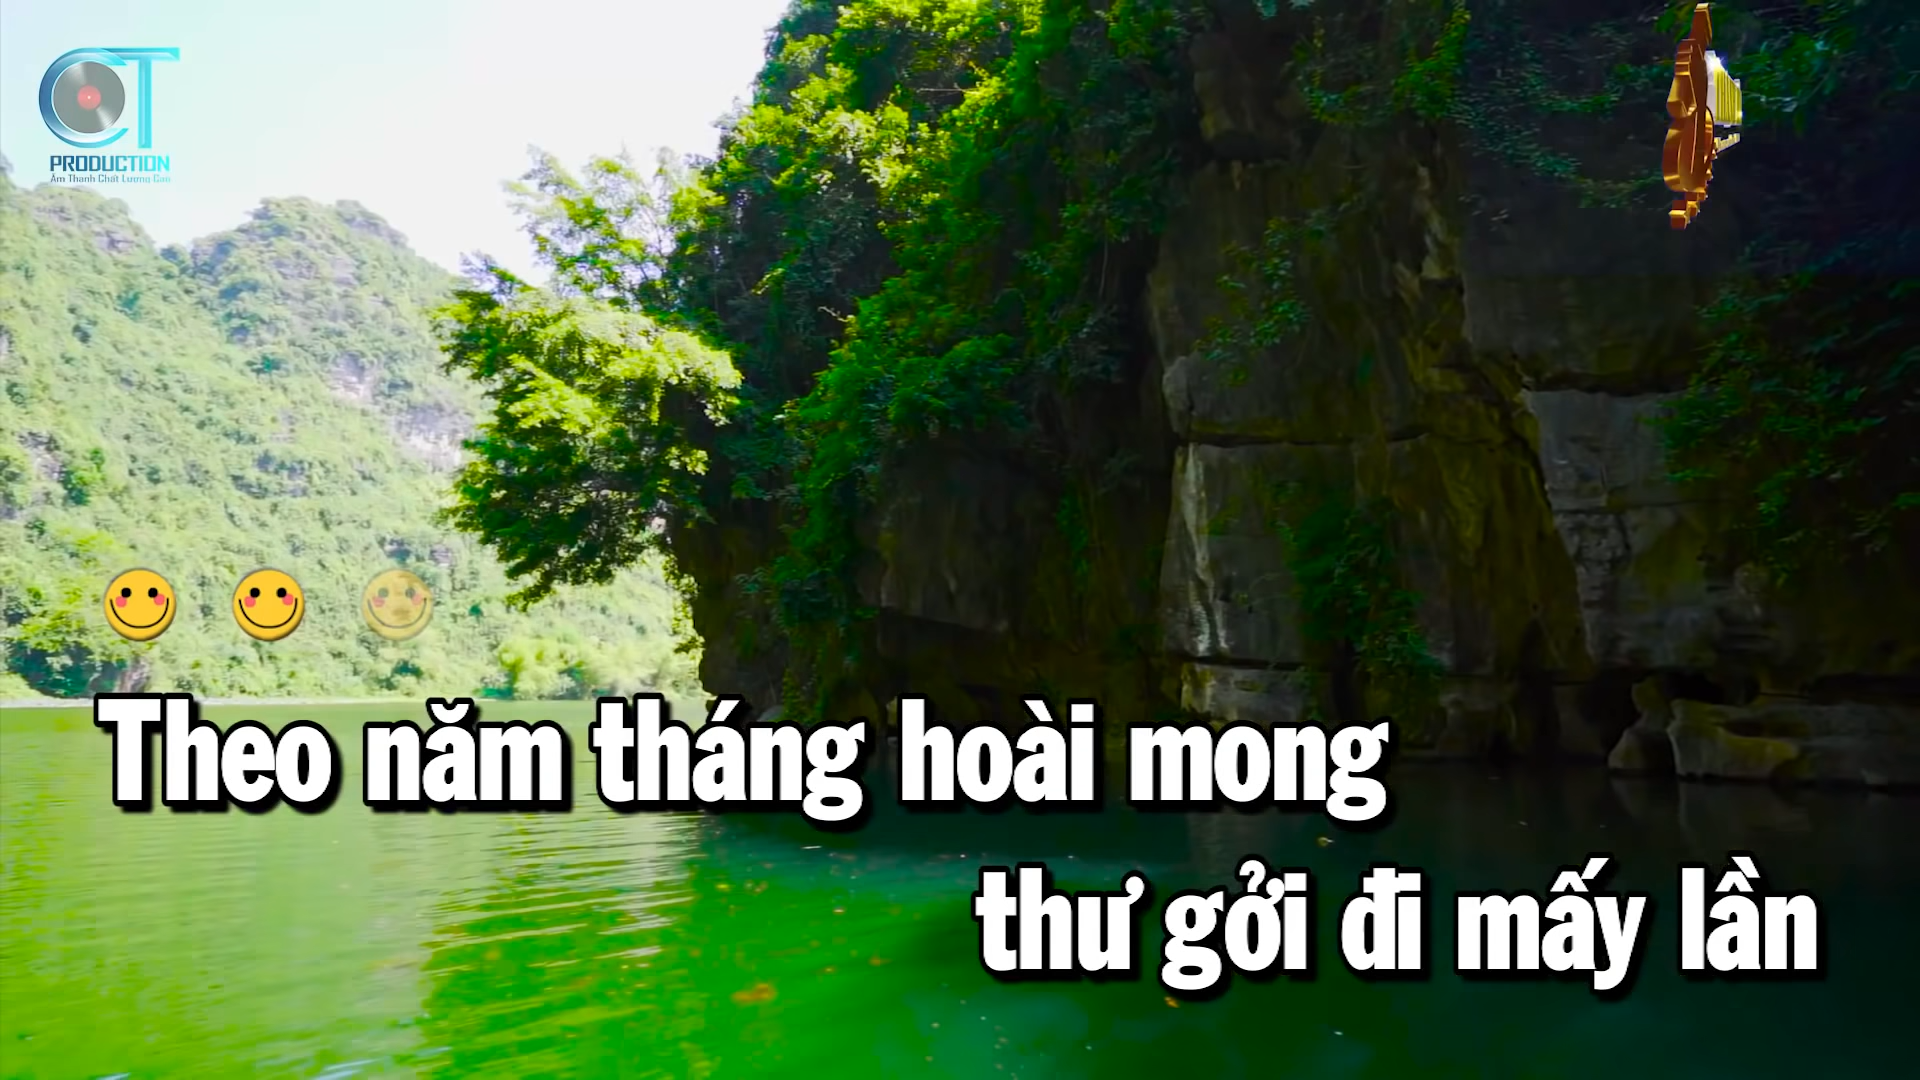 CT
PRODUCTION
Âm Thanh Chất Lượng Cao
Theo năm tháng hoài mong
thư gởi đi mấy lần